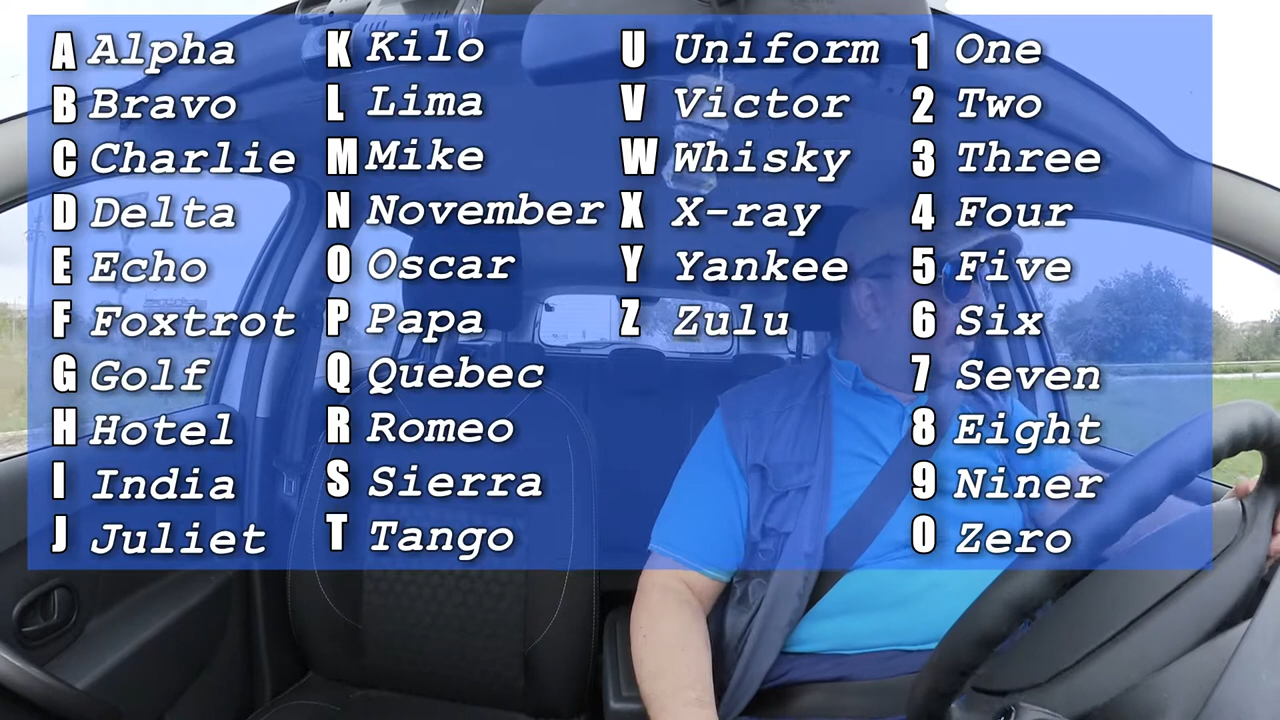 A Alpha
B Bravo
C Charlie
D Delta
E Echo
F Foxtrot
G Golf
H Hotel
I India
J Juliet
K Kilo
L Lima
M Mike
N November
O Oscar
P Papa
Q Quebec
R Romeo
S Sierra
T Tango
U Uniform
V Victor
W Whisky
X X-ray
Y Yankee
Z Zulu
1 One
2 Two
3 Three
4 Four
5 Five
6 Six
7 Seven
8 Eight
9 Niner
0 Zero